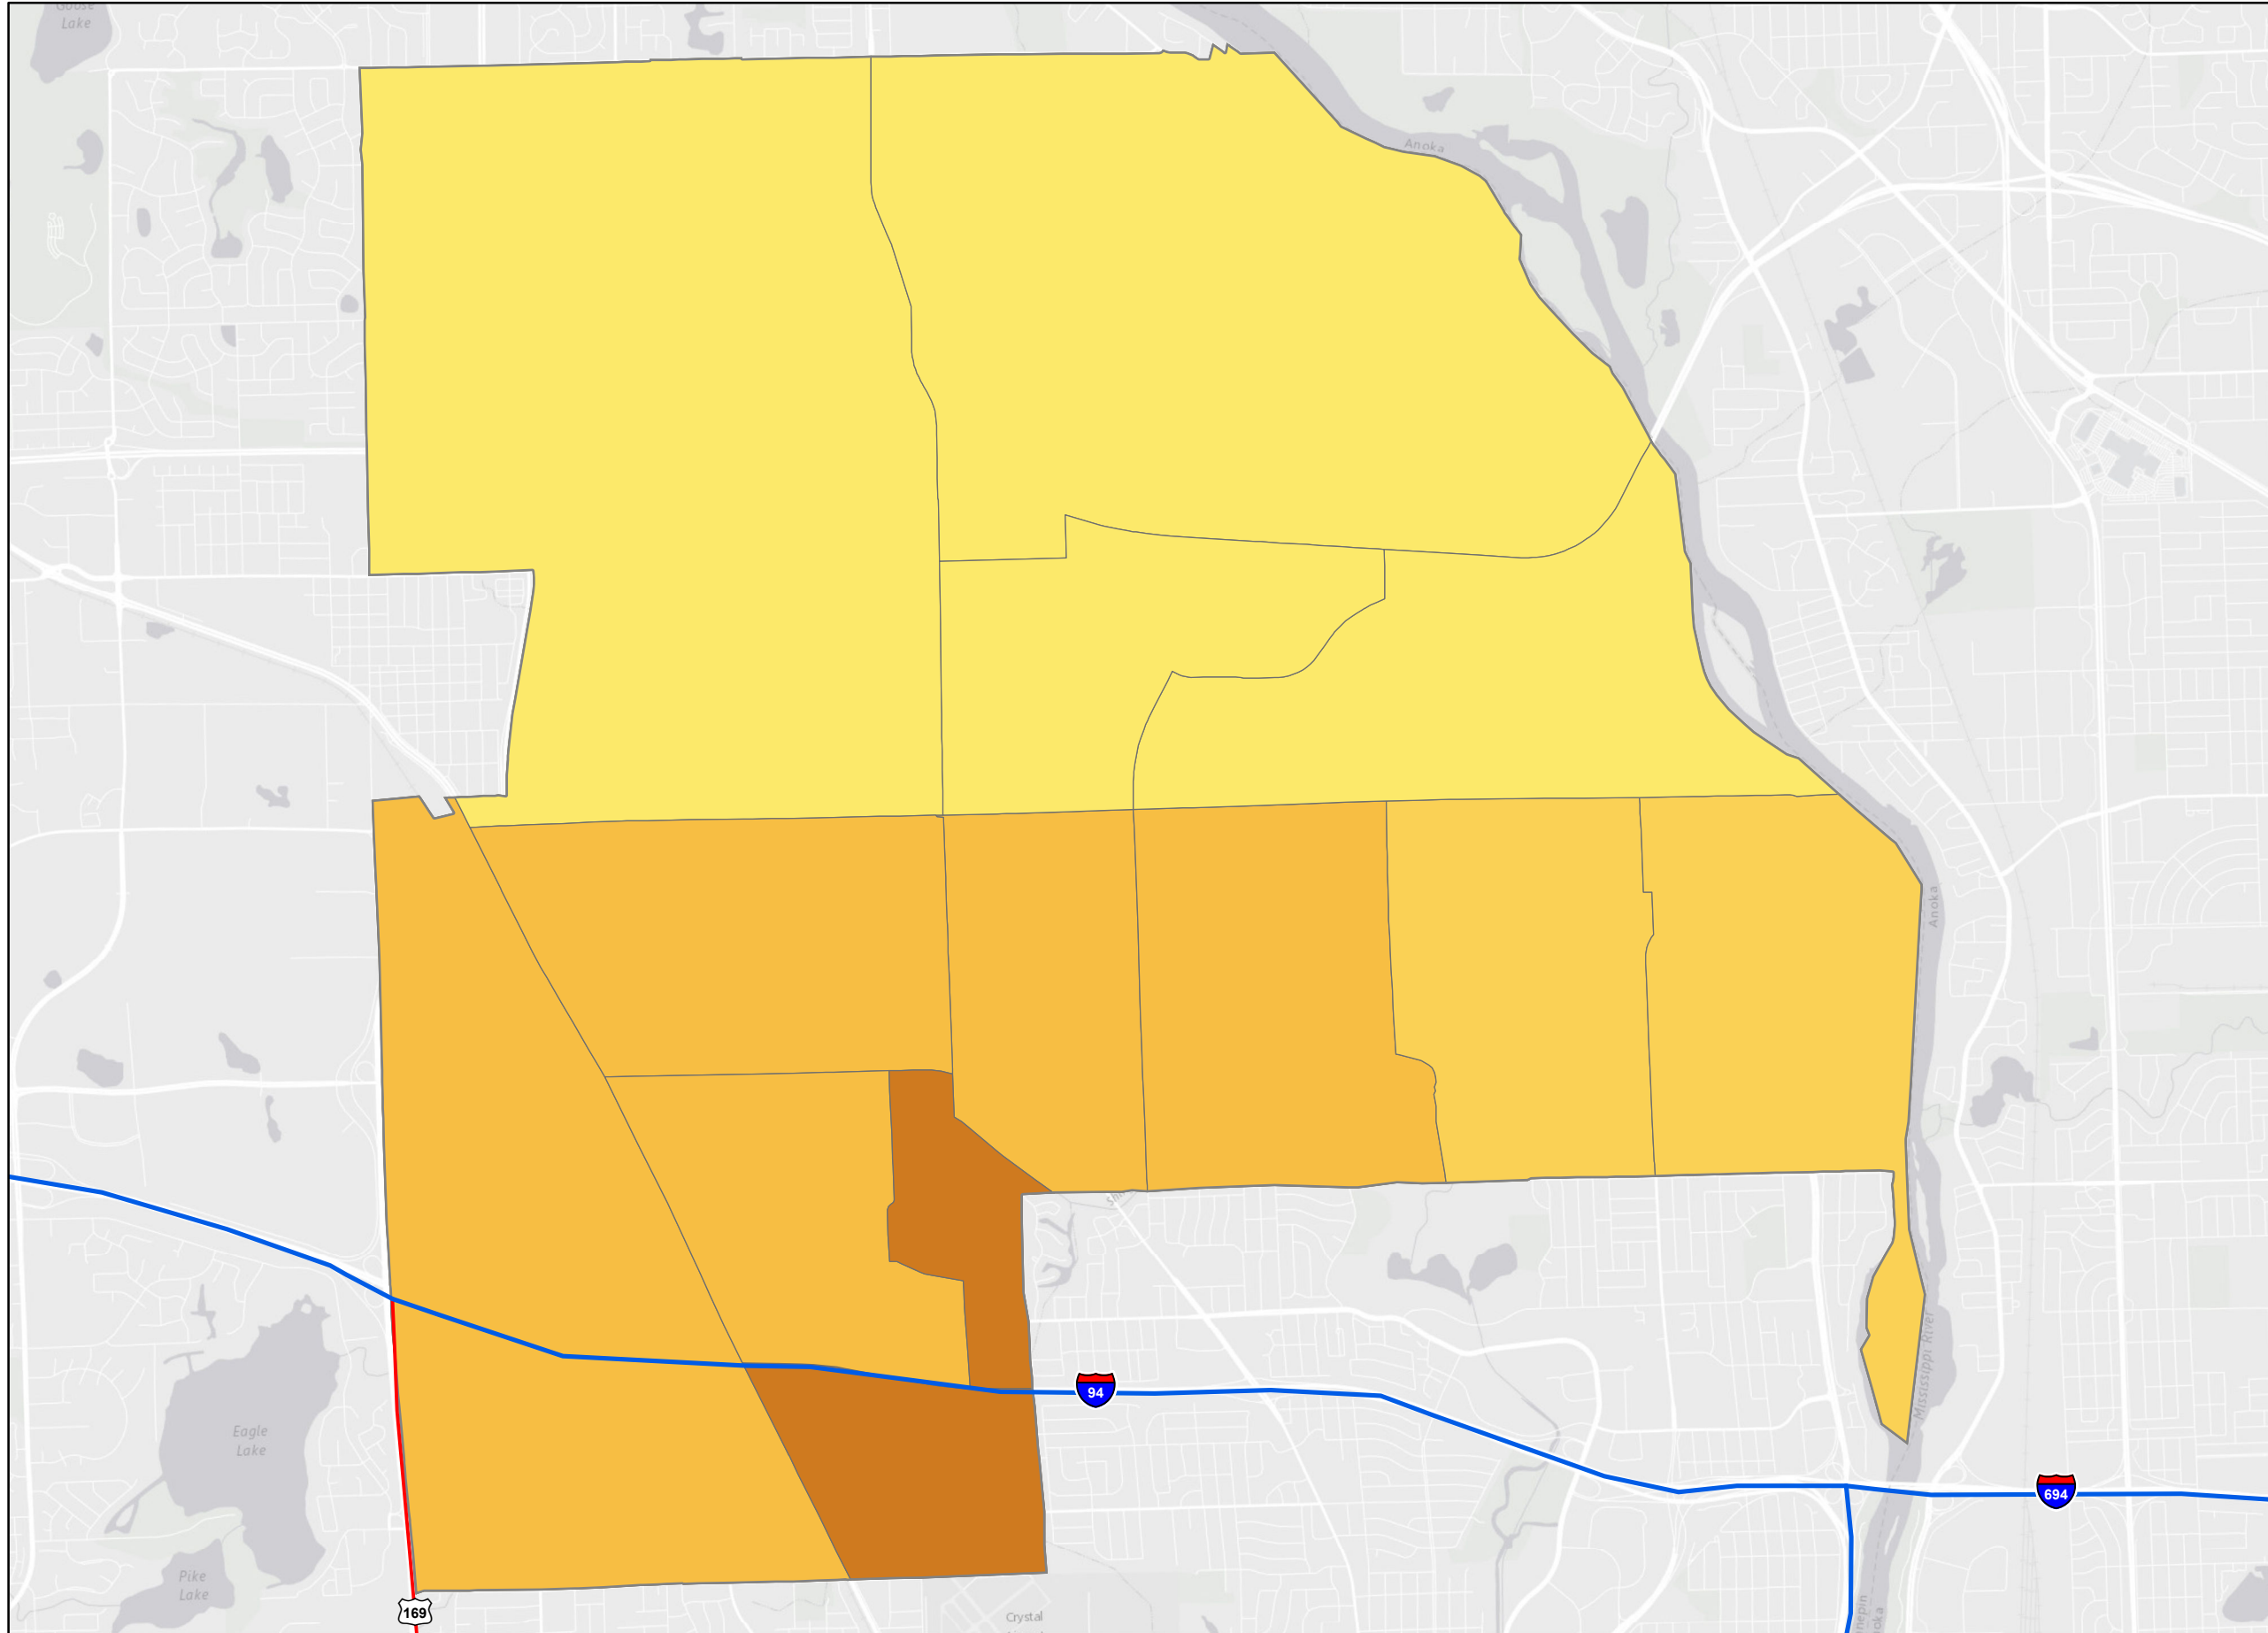 Goose
Lake
Anoka
Anoka
Mississippi River
Eagle
Lake
94
694
Pike
Lake
169
Crystal